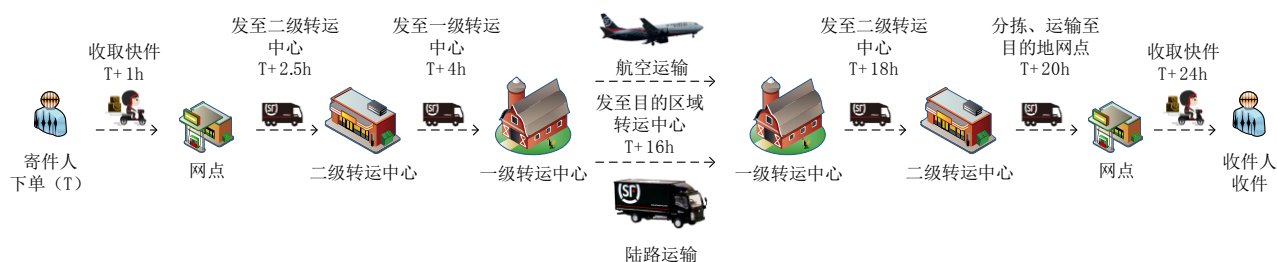 收取快件
T+1h
寄件人
下单（T）
网点
发至二级转运
中心
T+2.5h
二级转运中心
发至一级转运
中心
T+4h
一级转运中心
航空运输
发至目的区域
转运中心
T+16h
陆路运输
SF
一级转运中心
发至二级转运
中心
T+18h
二级转运中心
分拣、运输至
目的地网点
T+20h
网点
收取快件
T+24h
收件人
收件